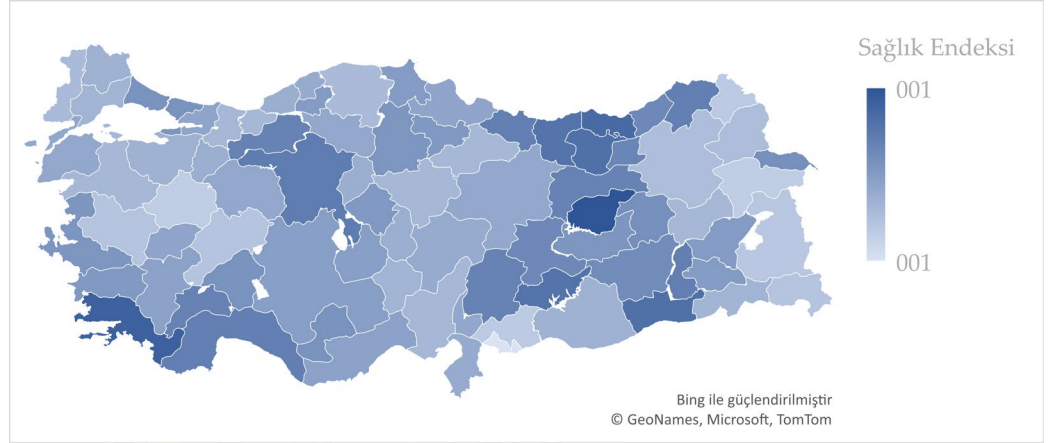 Sağlık Endeksi
001
001
Bing ile güçlendirilmiştir
© GeoNames, Microsoft, TomTom